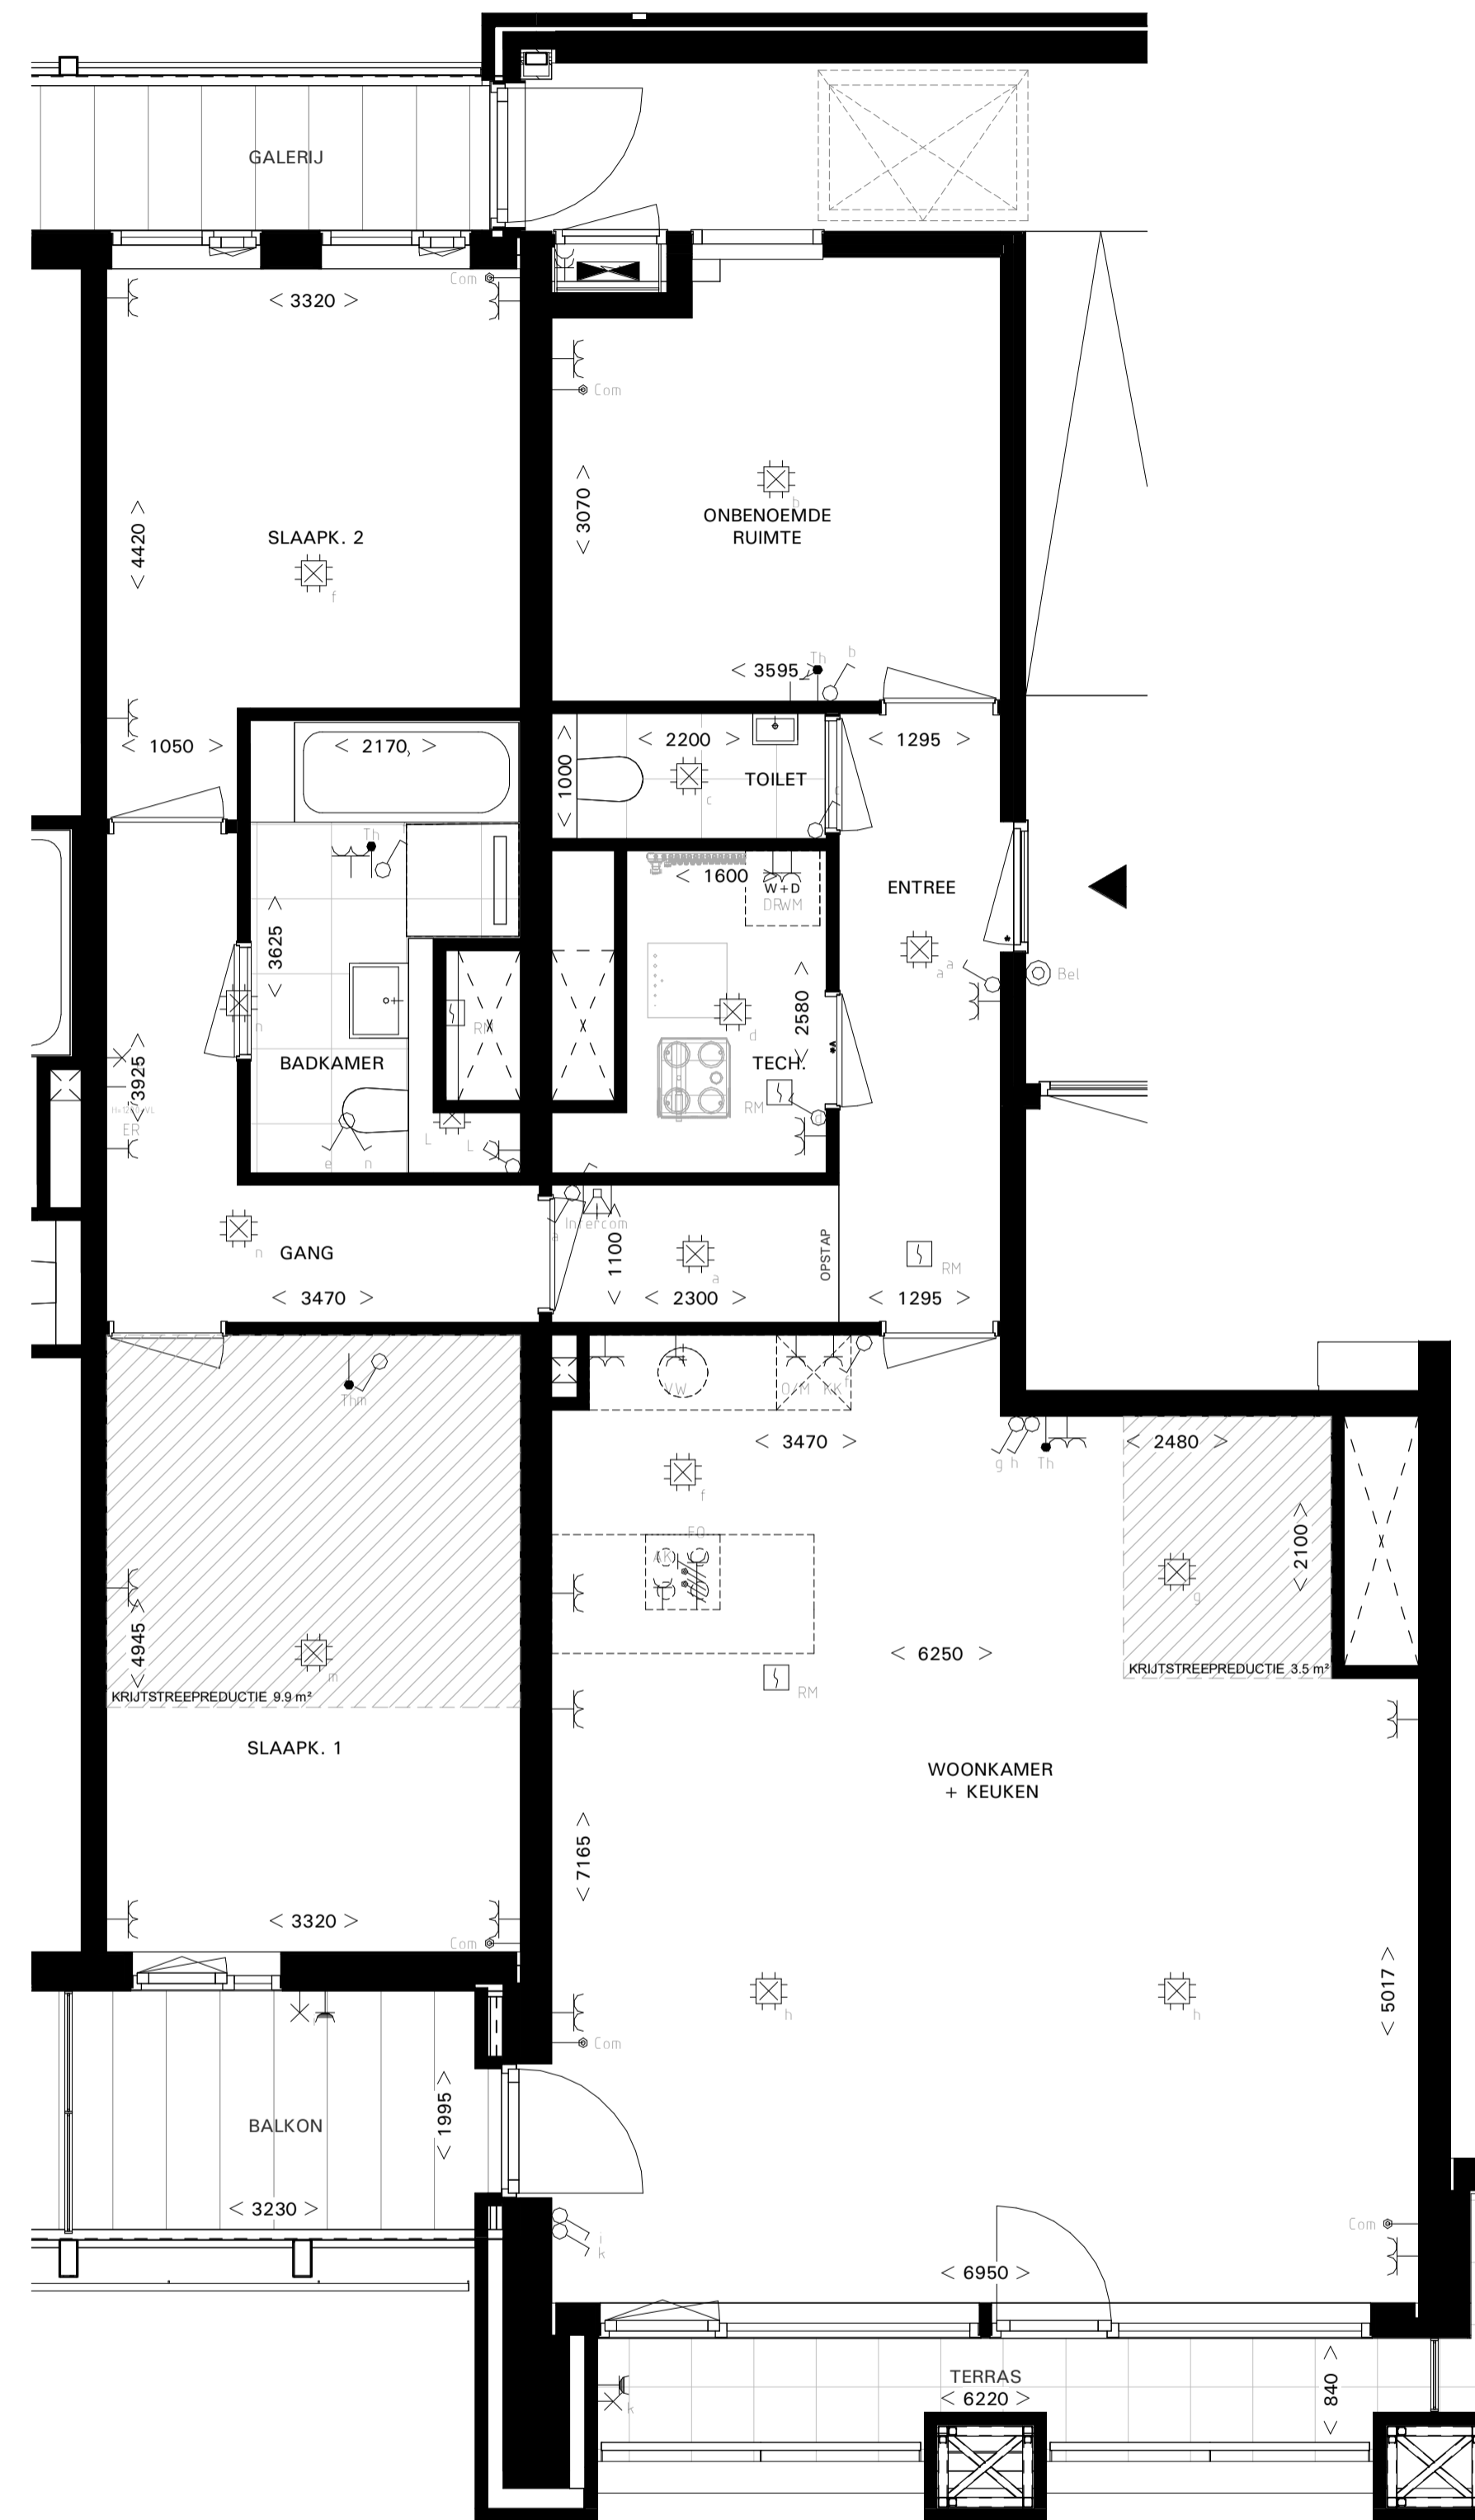 GALERIJ
Com
< 3320 >
Com
< 4420 >
< 3070 >
SLAAPK. 2
f
b
ONBENOEMDE
RUIMTE
< 3595 >
Th
b
< 1050 >
< 2170 >
< 1000 >
< 2200 >
c
TOILET
c
< 1295 >
Th
< 1600 >
W+D
ENTREE
< 3625 >
a
a
Bel
n
RM
d
< 2580 >
BADKAMER
TECH.
< 3925 >
ER
RM
d
L
L
e
n
n
GANG
Intercom
a
< 1100 >
a
OPSTAP
RM
< 3470 >
< 2300 >
< 1295 >
Thm
VW
O/M
KK
< 3470 >
g
h
Th
< 2480 >
f
< 2100 >
AK
g
< 4945 >
m
< 6250 >
KRIJTSTREEPREDUCTIE 9.9 m²
KRIJTSTREEPREDUCTIE 3.5 m²
RM
SLAAPK. 1
WOONKAMER
+ KEUKEN
< 7165 >
< 3320 >
Com
h
h
< 5017 >
Com
BALKON
< 1995 >
< 3230 >
i
k
Com
< 6950 >
TERRAS
< 6220 >
< 840 >
k